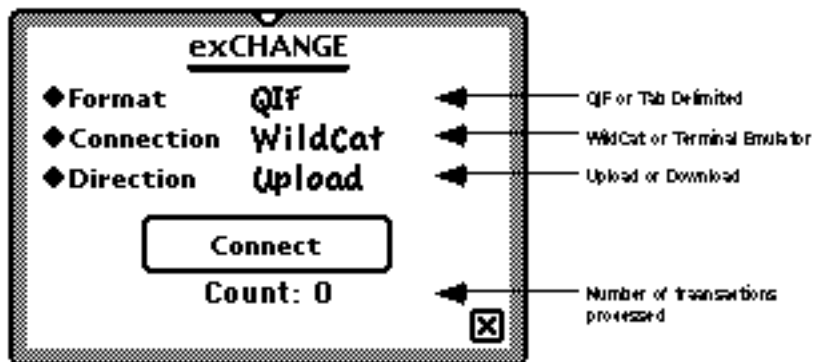 exCHANGE
Format QIF
QIF or Tab Delimited
Connection WildCat
WildCat or Terminal Emulator
Direction Upload
Upload or Download
Connect
Count: 0
Number of transactions
processed